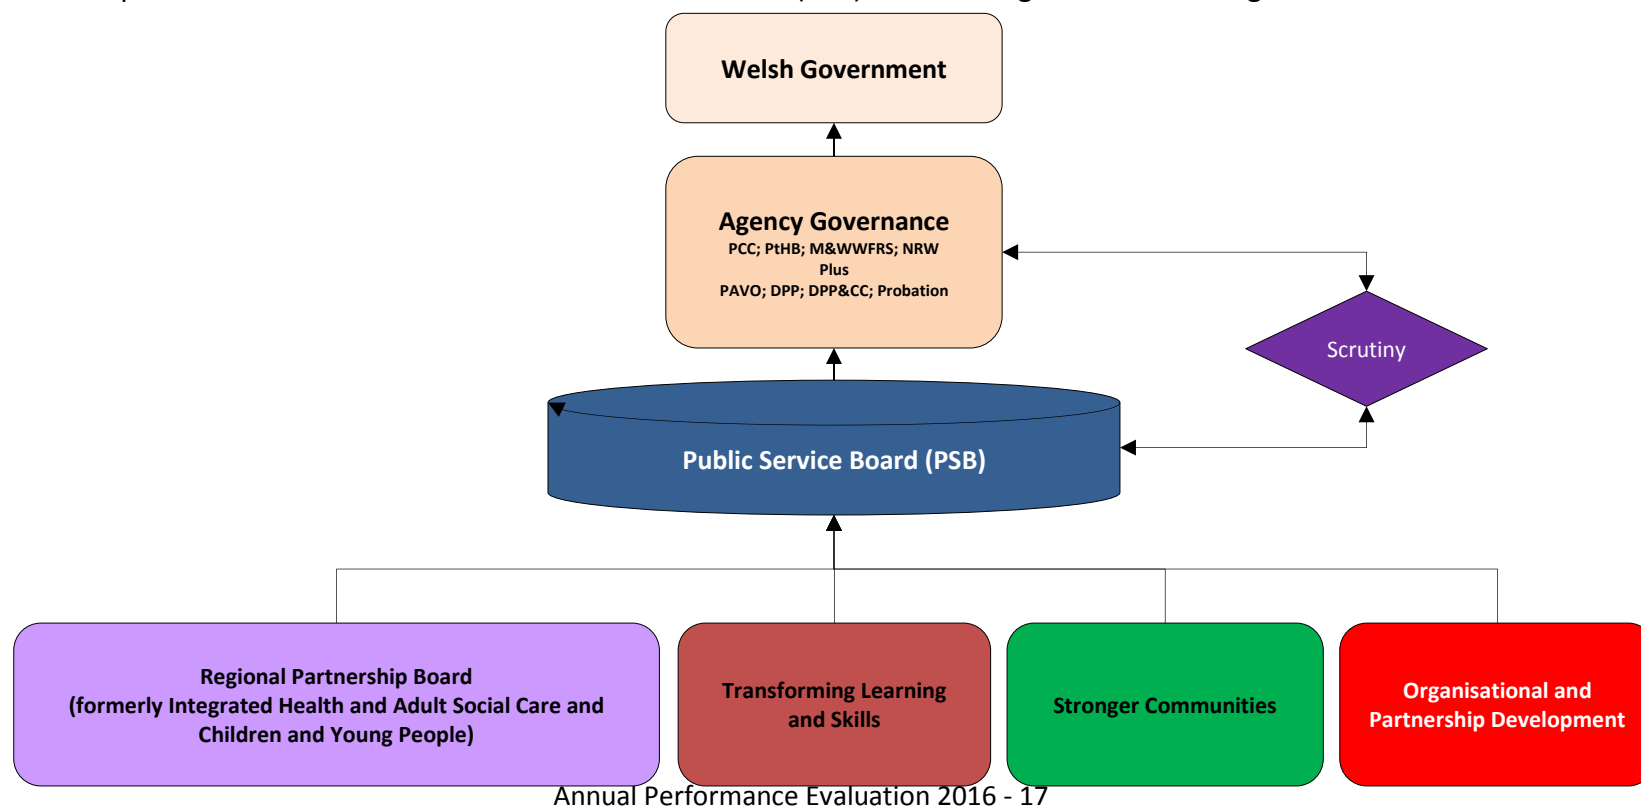 Welsh Government
Agency Governance
PCC; PtHB; M&WWFRS; NRW
Plus
PAVO; DPP; DPP&CC; Probation
Scrutiny
Public Service Board (PSB)
Regional Partnership Board
(formerly Integrated Health and Adult Social Care and
Children and Young People)
Transforming Learning
and Skills
Stronger Communities
Organisational and
Partnership Development
Annual Performance Evaluation 2016 - 17